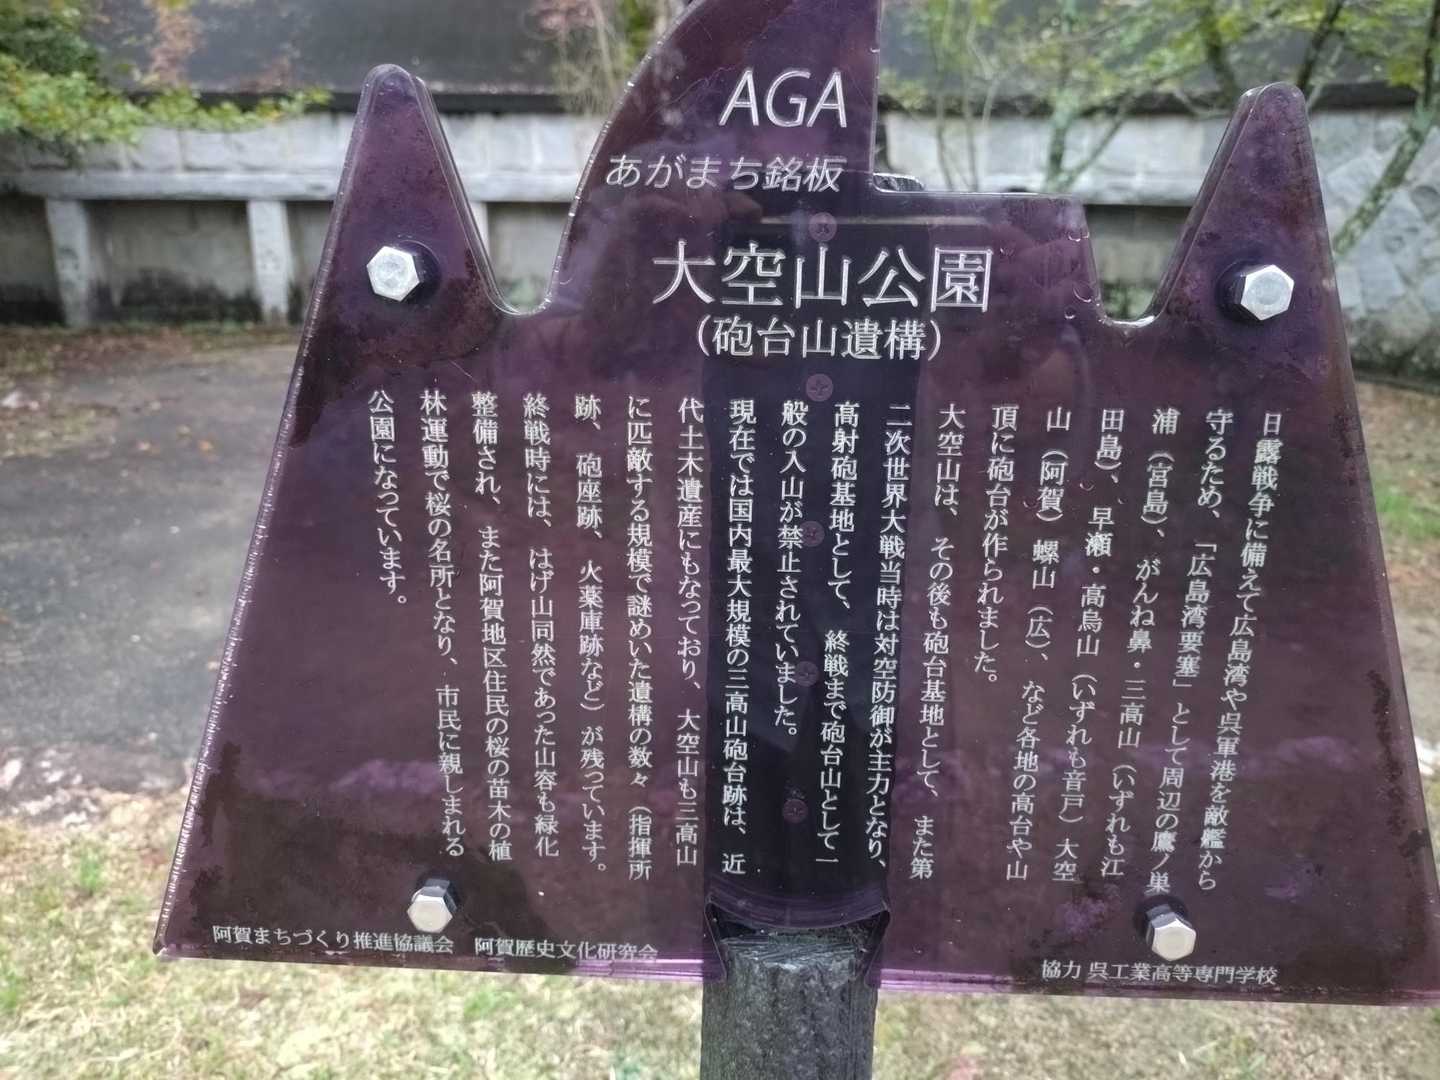 AGA
あがまち銘板
大空山公園
（砲台山遺構）
日露戦争に備えて広島湾や呉軍港を敵艦から
守るため、「広島湾要塞」として周辺の鷹ノ巣
浦（宮島）、がんね鼻・三高山（いずれも江
田島）、早瀬・高烏山（いずれも音戸）大空
山（阿賀）螺山（広）、など各地の高台や山
頂に砲台が作られました。
大空山は、その後も砲台基地として、また第
二次世界大戦当時は対空防御が主力となり、
高射砲基地として、終戦まで砲台山として一
般の入山が禁止されていました。
現在では国内最大規模の三高山砲台跡は、近
代土木遺産にもなっており、大空山も三高山
に匹敵する規模で謎めいた遺構の数々（指揮所
跡、砲座跡、火薬庫跡など）が残っています。
終戦時には、はげ山同然であった山容も緑化
整備され、また阿賀地区住民の桜の苗木の植
林運動で桜の名所となり、市民に親しまれる
公園になっています。
阿賀まちづくり推進協議会　阿賀歴史文化研究会
協力 呉工業高等専門学校